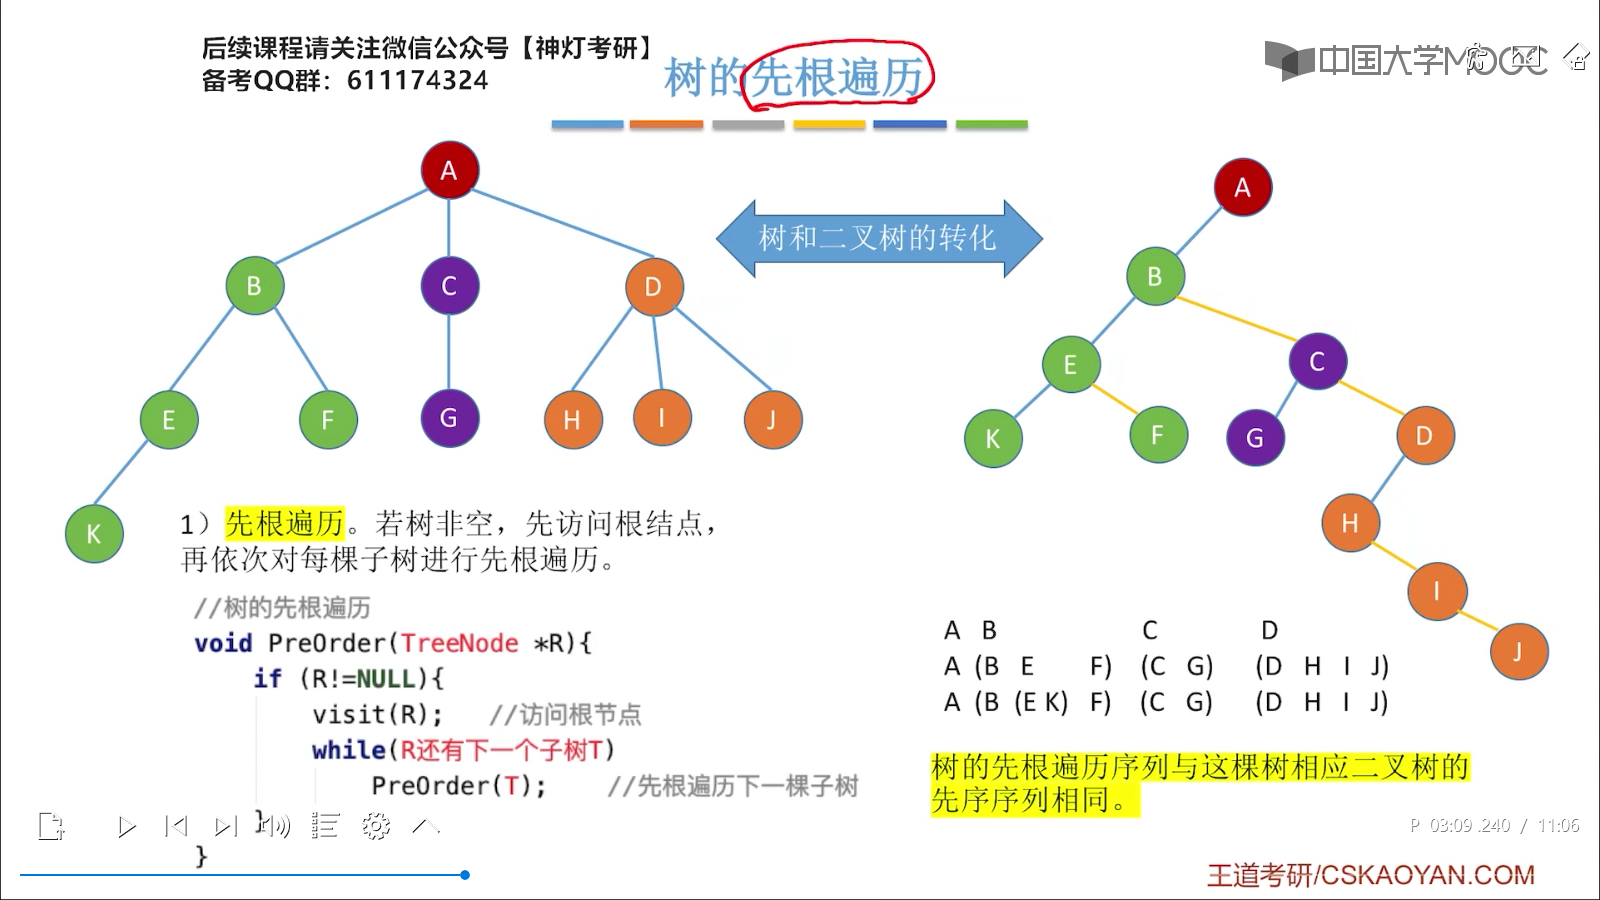 后续课程请关注微信公众号【神灯考研】
备考QQ群：611174324
树的先根遍历
中国大学MOOC
A
B
C
D
E
F
G
H
I
J
K
树和二叉树的转化
A
B
E
C
K
F
G
D
H
I
J
1）先根遍历。若树非空，先访问根结点，
再依次对每棵子树进行先根遍历。
//树的先根遍历
void PreOrder(TreeNode *R){
if (R!=NULL){
visit(R); //访问根节点
while(R还有下一个子树T)
PreOrder(T); //先根遍历下一棵子树
}
}
A B C D
A (B E F) (C G) (D H I J)
A (B (E K) F) (C G) (D H I J)
树的先根遍历序列与这棵树相应二叉树的
先序序列相同。
P 03:09.240 / 11:06
王道考研/CSKAOYAN.COM